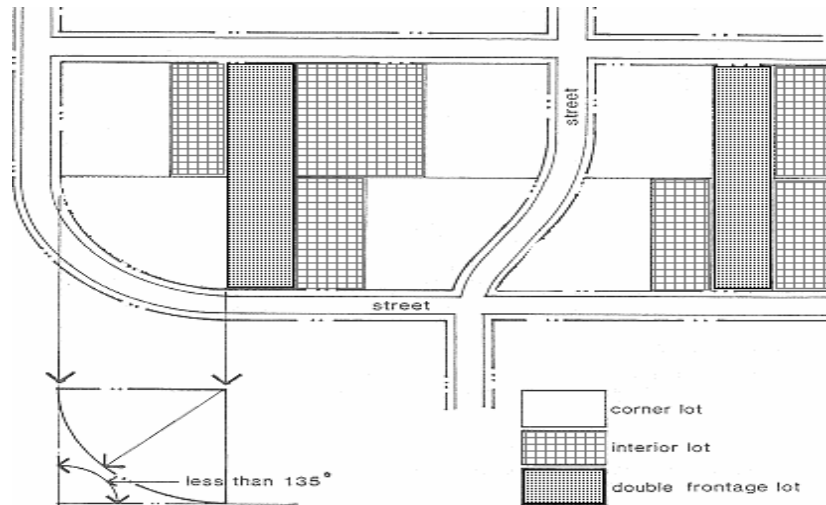 street
street
less than 135°
corner lot
interior lot
double frontage lot